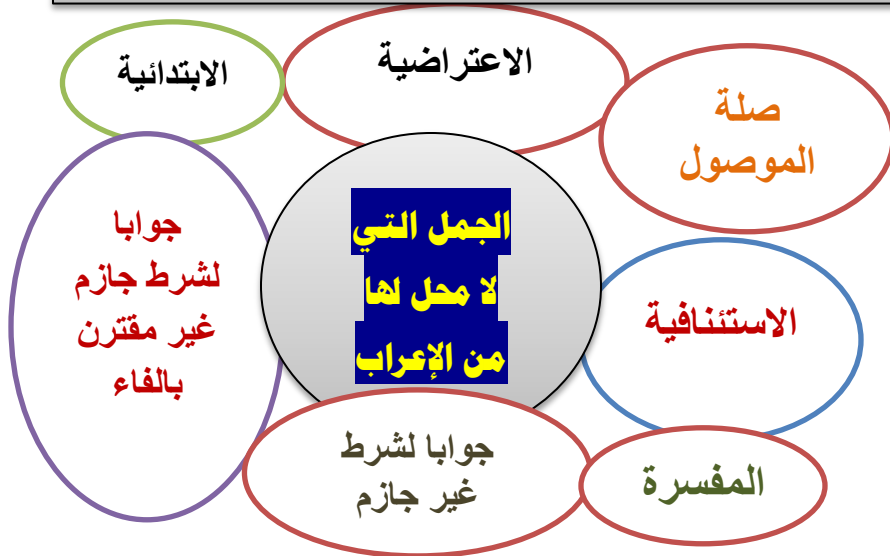 الاعتراضية
الابتدائية
صلة
الموصول
الجمل التي
لا محل لها
من الإعراب
جوابا
لشرط جازم
غير مقترن
بالفاء
الاستئنافية
جوابا لشرط
غير جازم
المفسرة